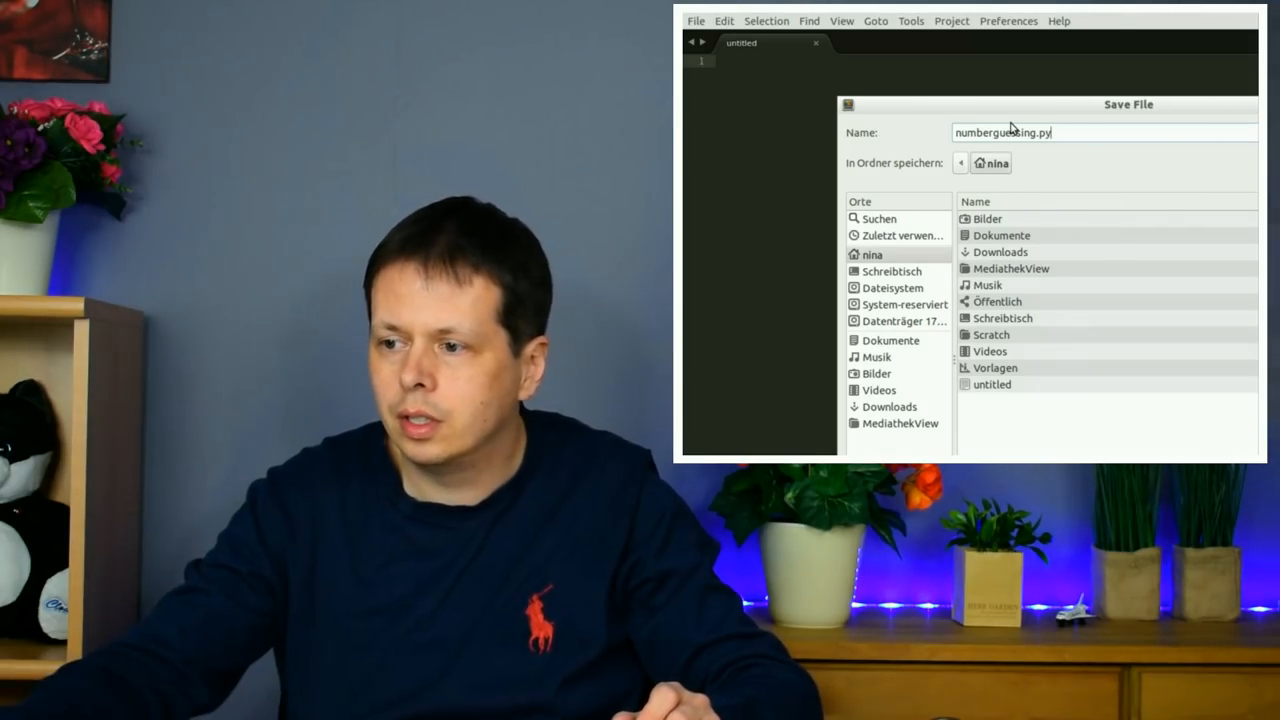 File Edit Selection Find View Goto Tools Project Preferences Help
untitled
1
Save File
Name: numberguessing.py
In Ordner speichern: nina
Orte
Suchen
Zuletzt verwen...
nina
Schreibtisch
Dateisystem
System-reserviert
Datenträger 17...
Dokumente
Musik
Bilder
Videos
Downloads
MediathekView
Name
Bilder
Dokumente
Downloads
MediathekView
Musik
Öffentlich
Schreibtisch
Scratch
Videos
Vorlagen
untitled
HERB GARDEN